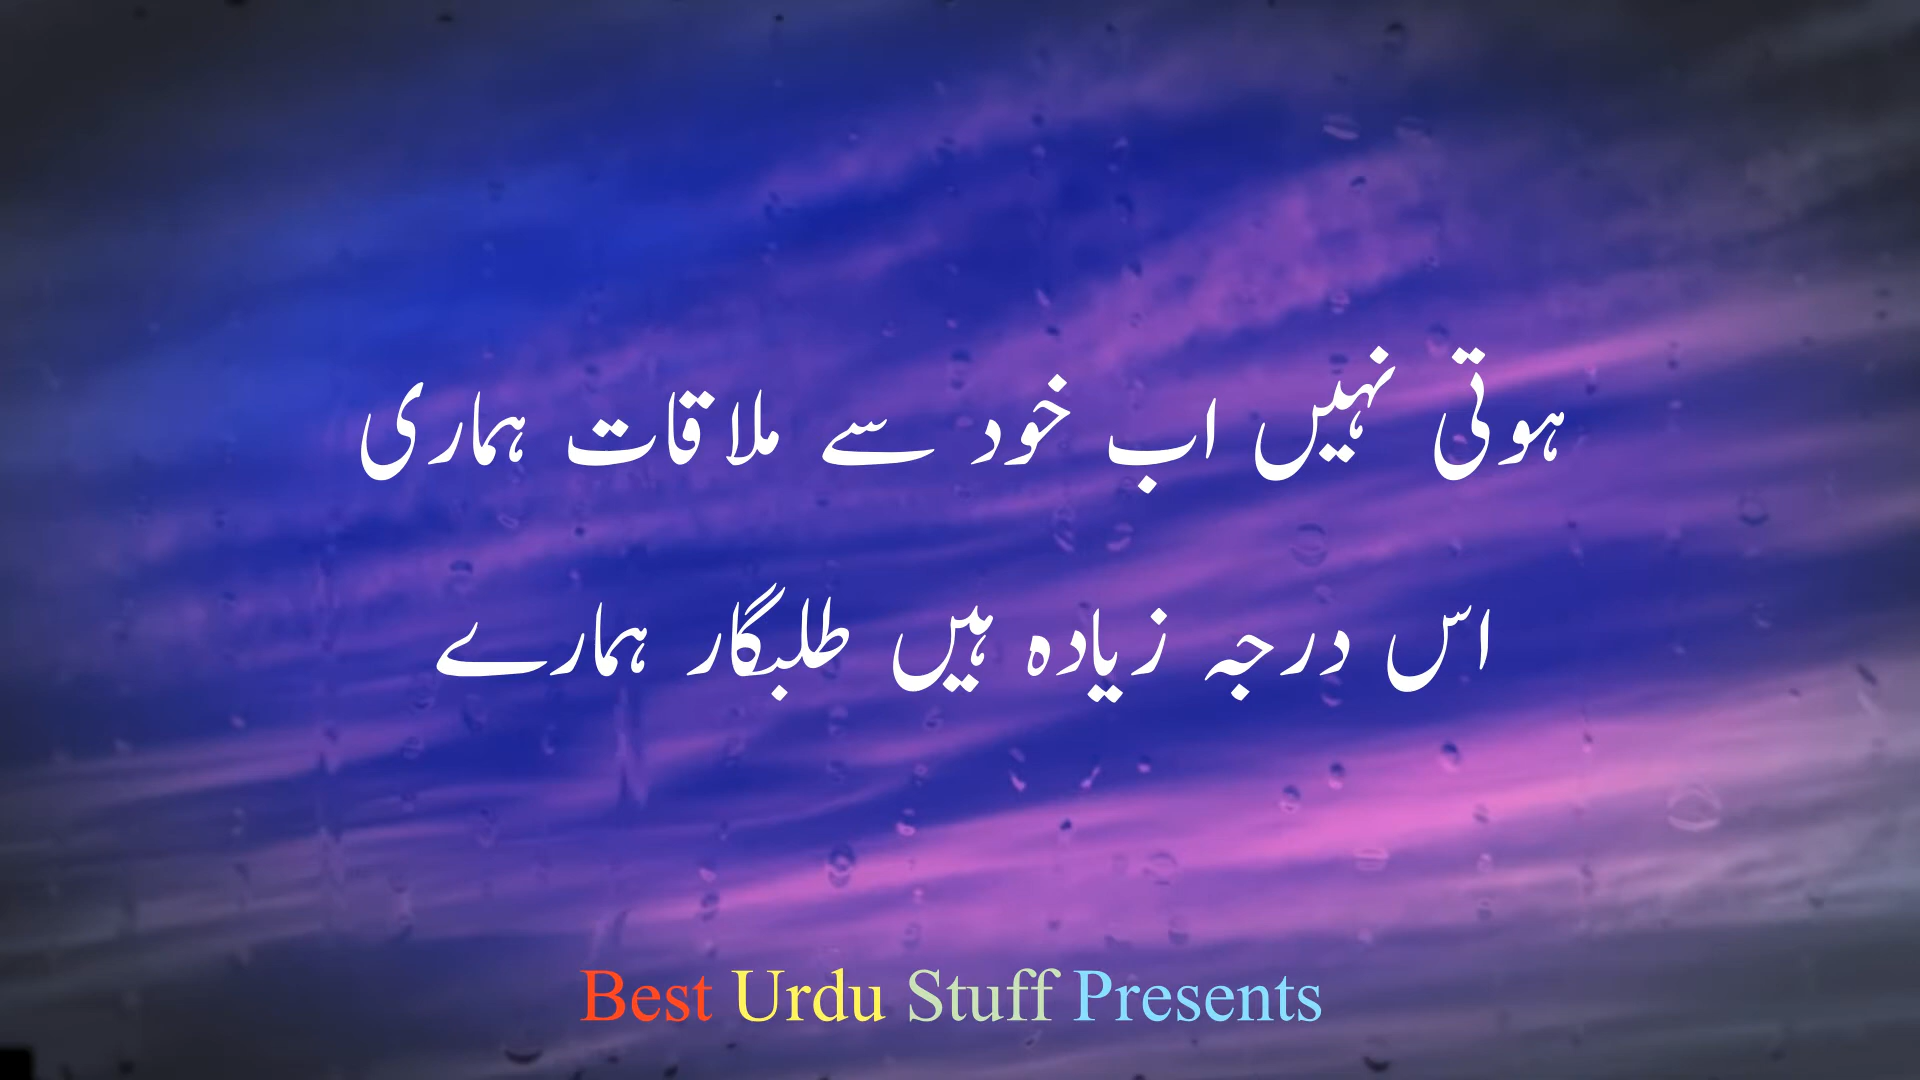 ہوتی نہیں اب خود سے ملاقات ہماری
اس درجہ زیادہ ہیں طلبگار ہمارے
Best Urdu Stuff Presents